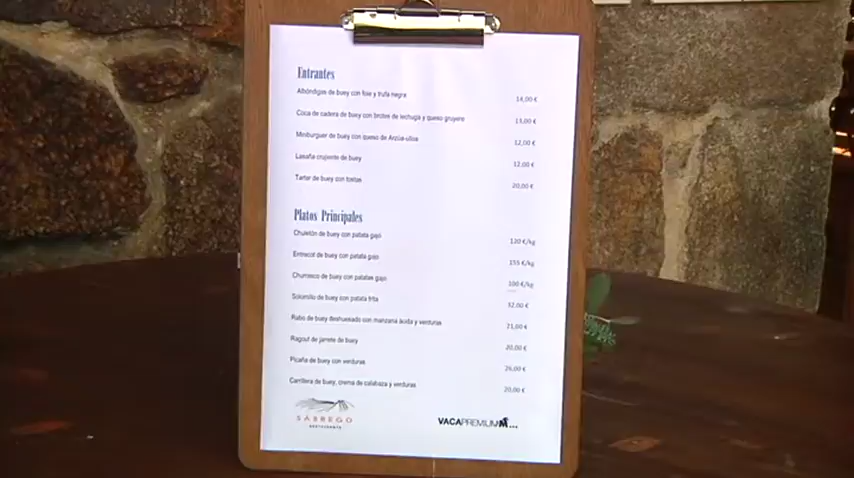 Entrantes
Albóndigas de buey con foie y trufa negra 14,00 €
Coca de cadera de buey con brotes de lechuga y queso gruyere 13,00 €
Miniburguer de buey con queso de Arzúa-ulloa 12,00 €
Lasaña crujiente de buey 12,00 €
Tartar de buey con tostas 20,00 €
Platos Principales
Chuletón de buey con patata gajo 120 €/kg
Entrecot de buey con patata gajo 155 €/kg
Churrasco de buey con patatas gajo 100 €/kg
Solomillo de buey con patata frita 32,00 €
Rabo de buey deshuesado con manzana ácida y verduras 21,00 €
Ragout de jarrete de buey 20,00 €
Picaña de buey con verduras 26,00 €
Carrillera de buey, crema de calabaza y verduras 20,00 €
SÁBREGO
RESTAURANTE
VACAPREMIUM